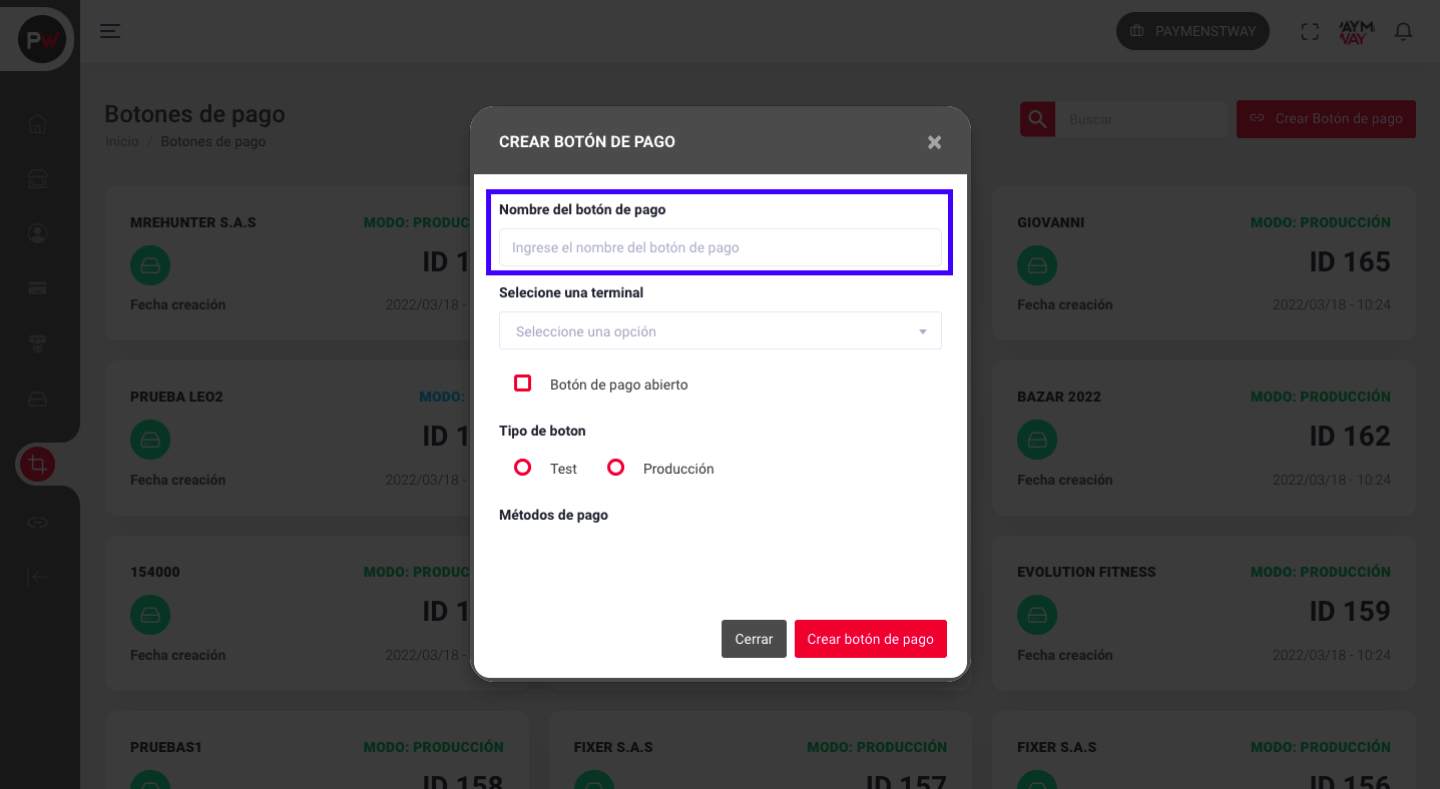 PW
PAYMENSTWAY
Botones de pago
Inicio / Botones de pago
Buscar
Crear Botón de pago
CREAR BOTÓN DE PAGO
×
Nombre del botón de pago
Ingrese el nombre del botón de pago
Selecione una terminal
Seleccione una opción
Botón de pago abierto
Tipo de boton
Test
Producción
Métodos de pago
Cerrar
Crear botón de pago
MREHUNTER S.A.S
MODO: PRODUC
ID 1
Fecha creación
2022/03/18 -
GIOVANNI
MODO: PRODUCCIÓN
ID 165
Fecha creación
2022/03/18 - 10:24
PRUEBA LEO2
MODO:
ID 1
Fecha creación
2022/03/18 -
BAZAR 2022
MODO: PRODUCCIÓN
ID 162
Fecha creación
2022/03/18 - 10:24
154000
MODO: PRODUC
ID 1
Fecha creación
2022/03/18 -
EVOLUTION FITNESS
MODO: PRODUCCIÓN
ID 159
Fecha creación
2022/03/18 - 10:24
PRUEBAS1
MODO: PRODUCCIÓN
ID 158
FIXER S.A.S
MODO: PRODUCCIÓN
ID 157
FIXER S.A.S
MODO: PRODUCCIÓN
ID 156